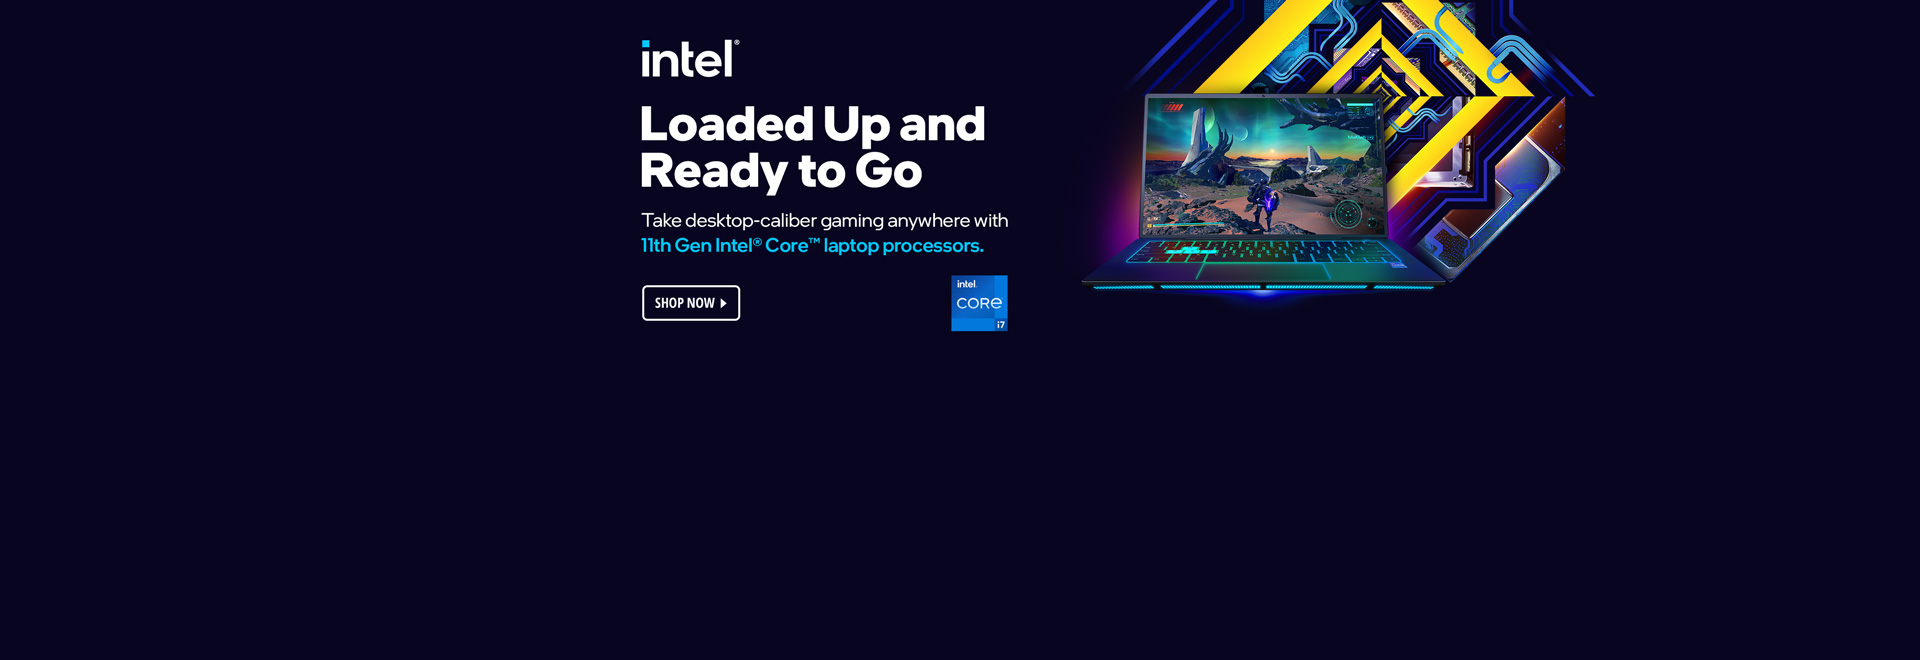 intel®
Loaded Up and
Ready to Go
Take desktop-caliber gaming anywhere with
11th Gen Intel® Core™ laptop processors.
SHOP NOW
intel.
CORE
i7